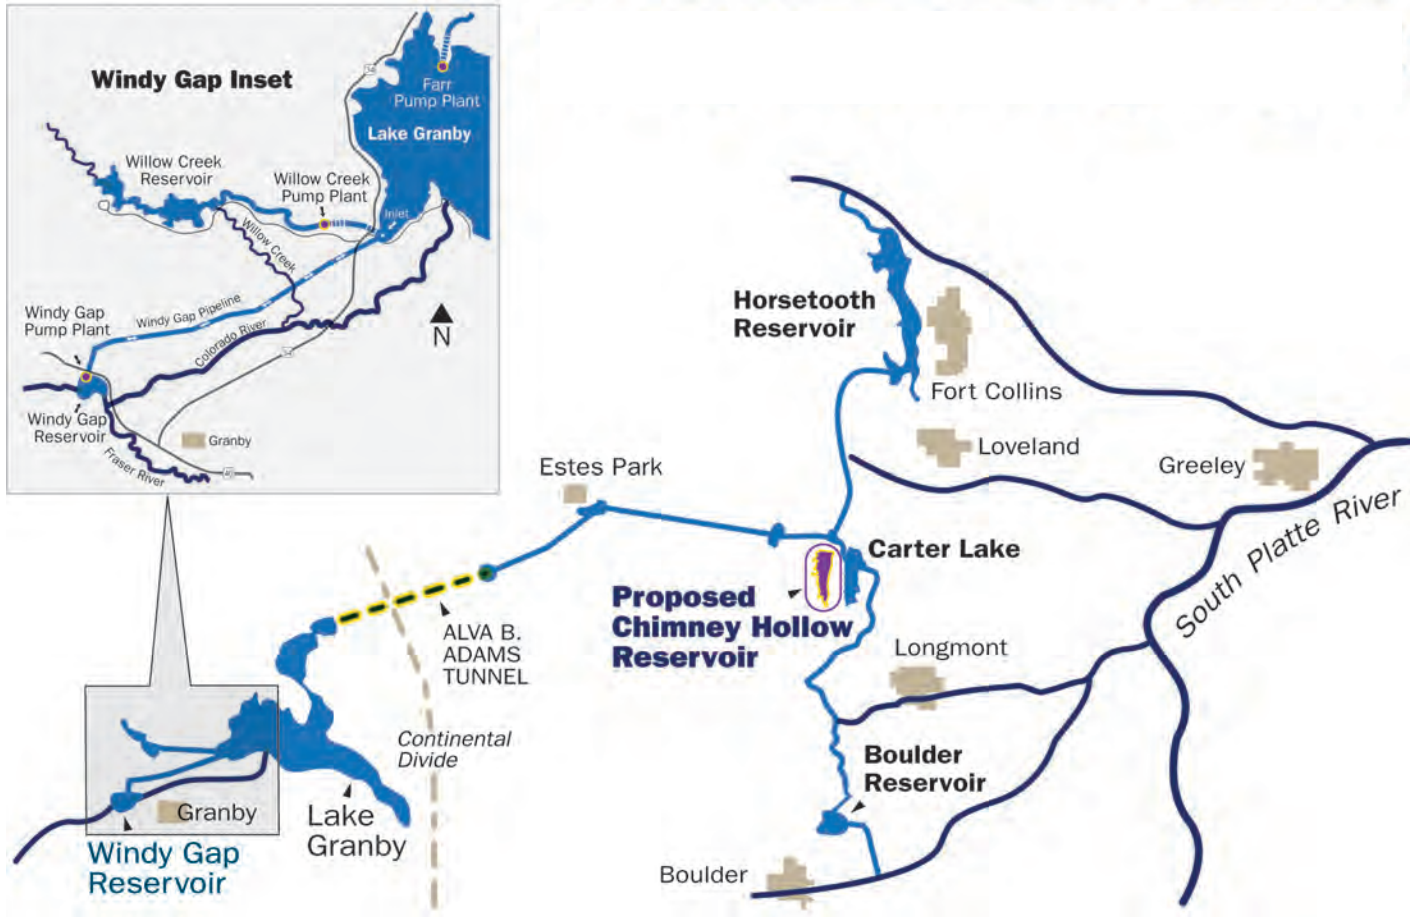 Windy Gap Inset
34
Farr
Pump Plant
Lake Granby
Willow Creek
Reservoir
Willow Creek
Pump Plant
Inlet
Willow Creek
Windy Gap
Pump Plant
Windy Gap Pipeline
Colorado River
N
34
Windy Gap
Reservoir
Granby
Fraser River
40
Horsetooth
Reservoir
Fort Collins
Loveland
Greeley
Estes Park
South Platte River
Carter Lake
Proposed
Chimney Hollow
Reservoir
ALVA B.
ADAMS
TUNNEL
Longmont
Continental
Divide
Boulder
Reservoir
Granby
Lake
Granby
Windy Gap
Reservoir
Boulder